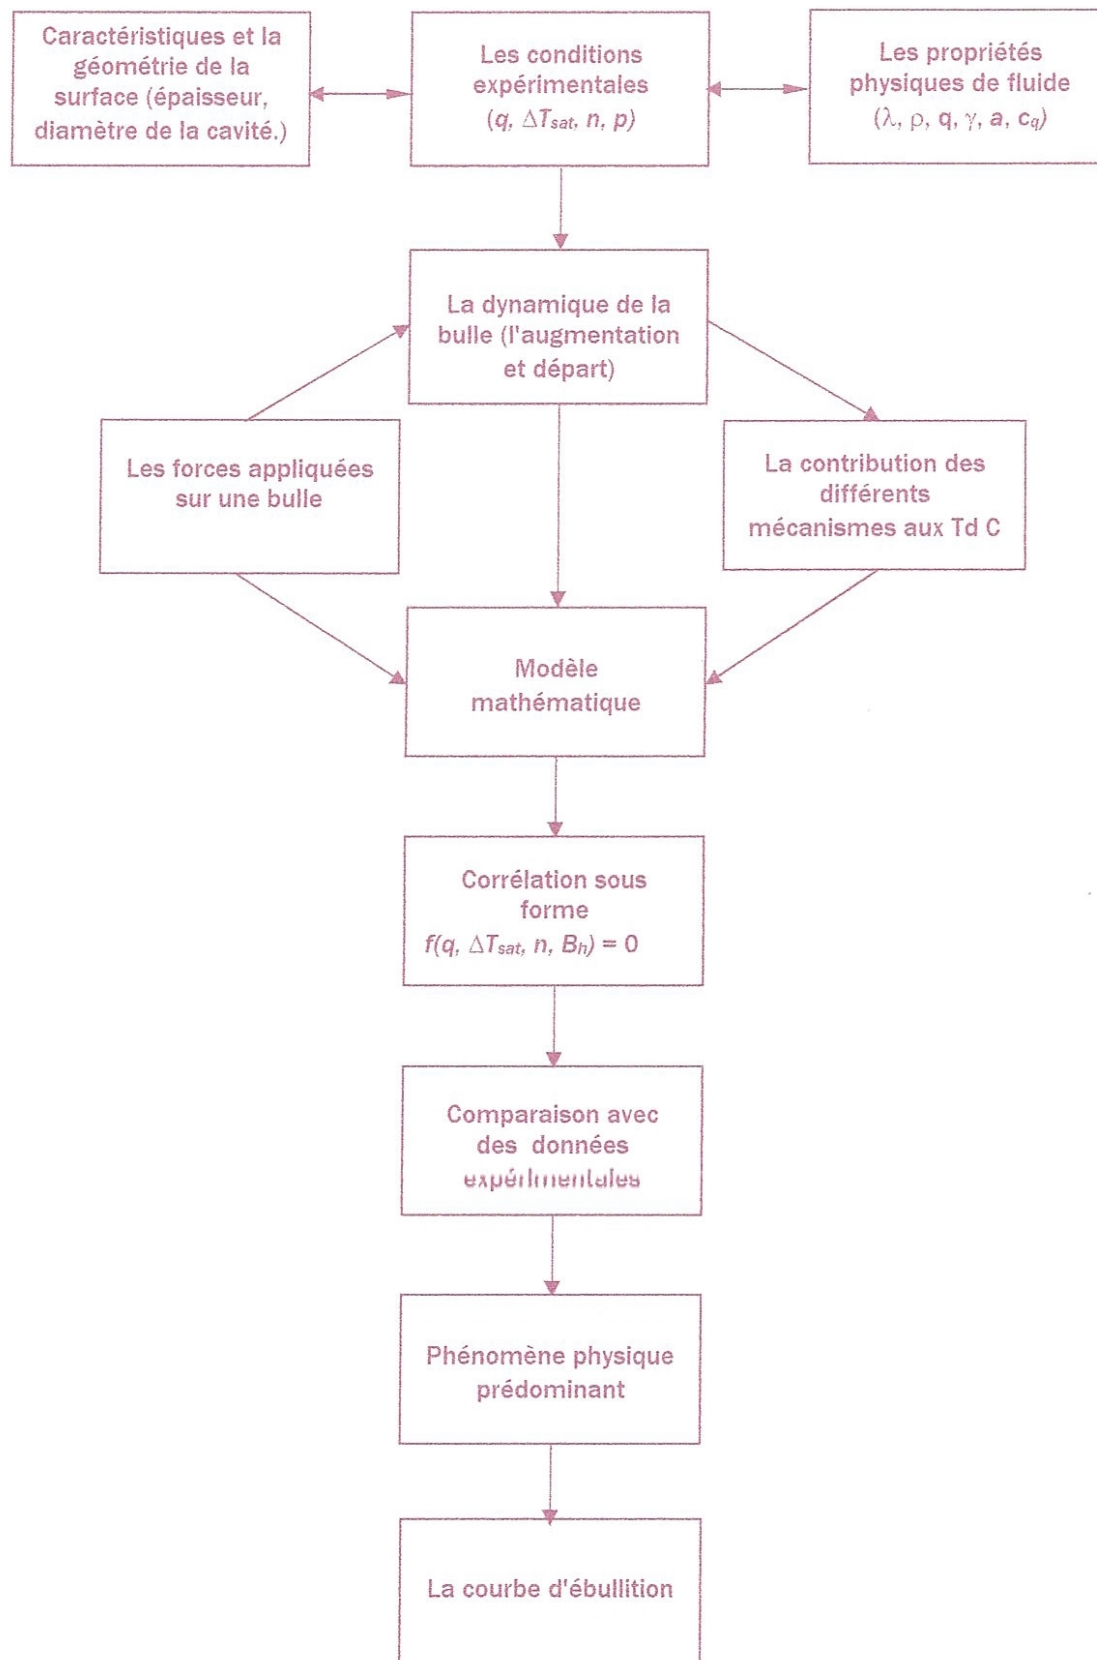 Caractéristiques et la
géométrie de la
surface (épaisseur,
diamètre de la cavité.)
Les conditions
expérimentales
(q, ΔTsat, n, p)
Les propriétés
physiques de fluide
(λ, ρ, q, γ, a, cq)
La dynamique de la
bulle (l'augmentation
et départ)
Les forces appliquées
sur une bulle
La contribution des
différents
mécanismes aux Td C
Modèle
mathématique
Corrélation sous
forme
f(q, ΔTsat, n, Bh) = 0
Comparaison avec
des données
expérimentales
Phénomène physique
prédominant
La courbe d'ébullition